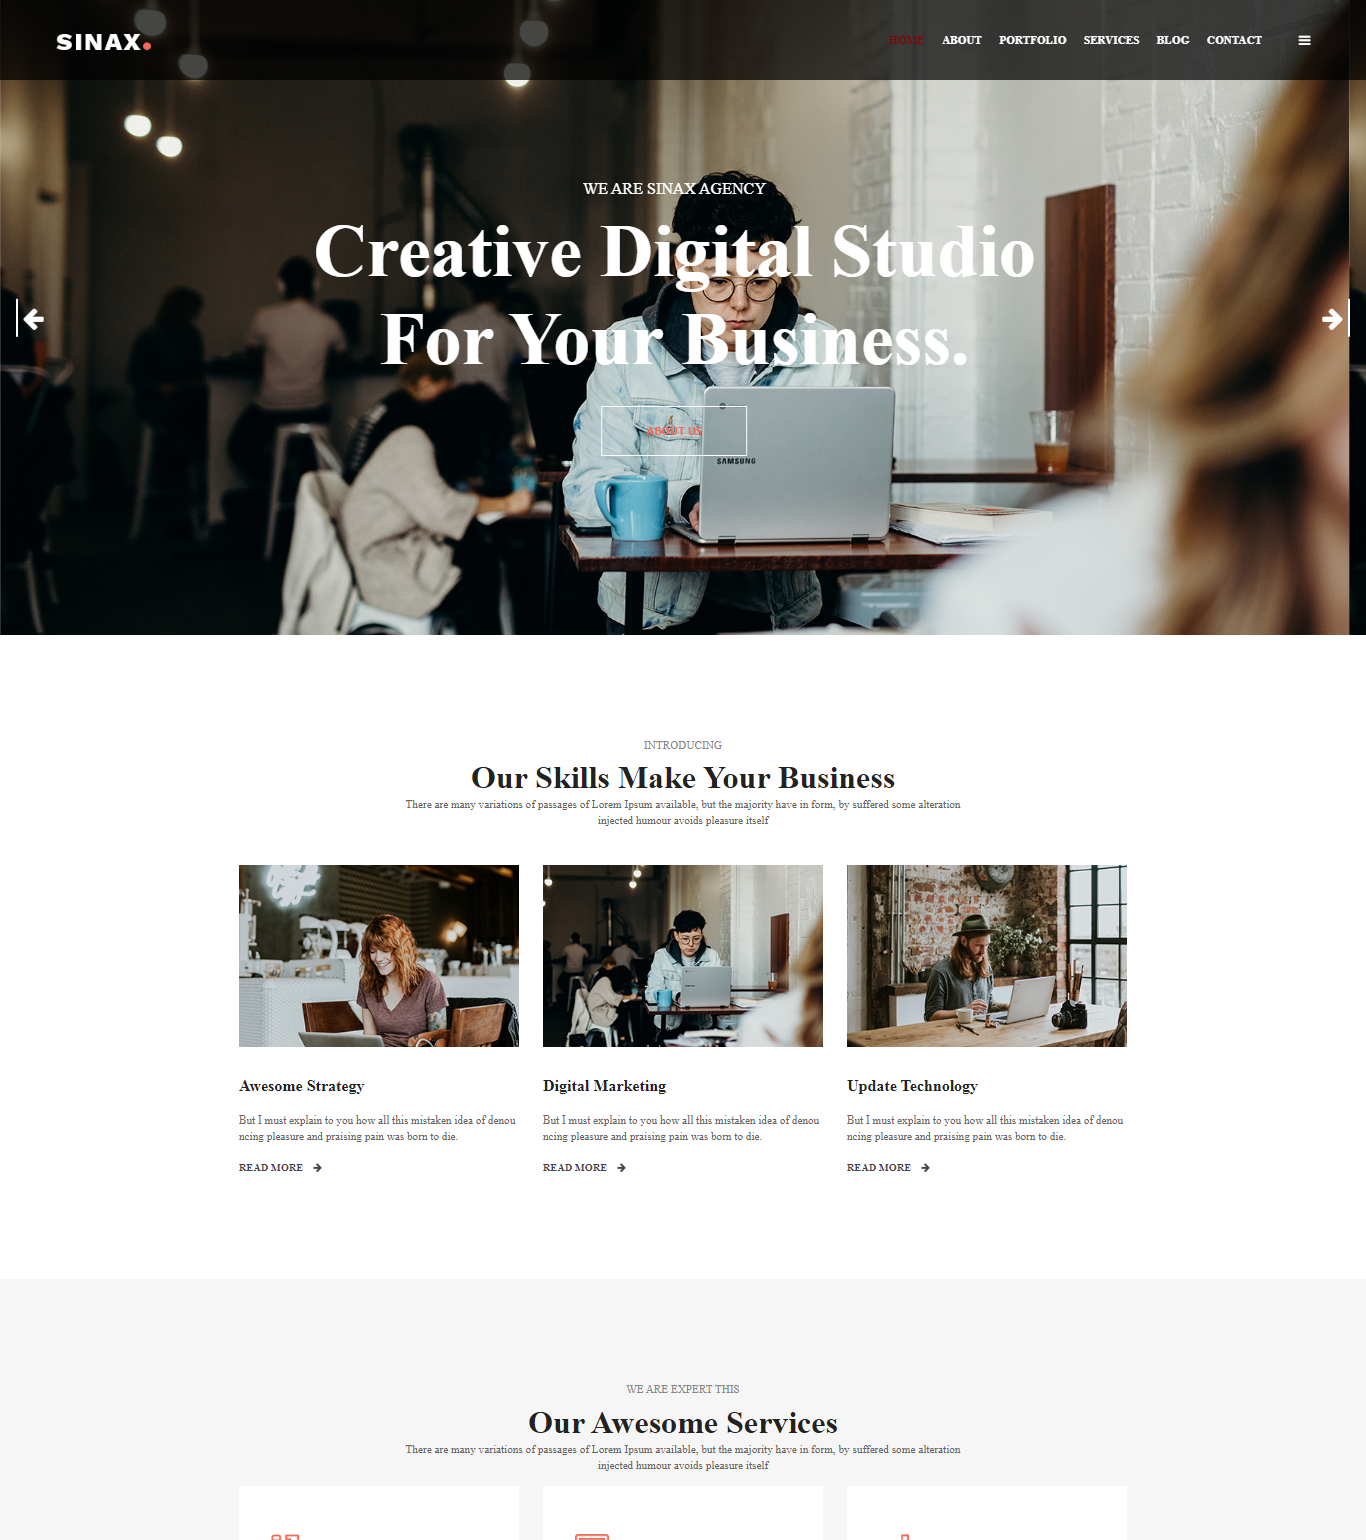 SINAX.
HOME ABOUT PORTFOLIO SERVICES BLOG CONTACT
WE ARE SINAX AGENCY
Creative Digital Studio
For Your Business.
ABOUT US
SAMSUNG
INTRODUCING
Our Skills Make Your Business
There are many variations of passages of Lorem Ipsum available, but the majority have in form, by suffered some alteration
injected humour avoids pleasure itself
Awesome Strategy
But I must explain to you how all this mistaken idea of denou
ncing pleasure and praising pain was born to die.
READ MORE
Digital Marketing
But I must explain to you how all this mistaken idea of denou
ncing pleasure and praising pain was born to die.
READ MORE
Update Technology
But I must explain to you how all this mistaken idea of denou
ncing pleasure and praising pain was born to die.
READ MORE
WE ARE EXPERT THIS
Our Awesome Services
There are many variations of passages of Lorem Ipsum available, but the majority have in form, by suffered some alteration
injected humour avoids pleasure itself